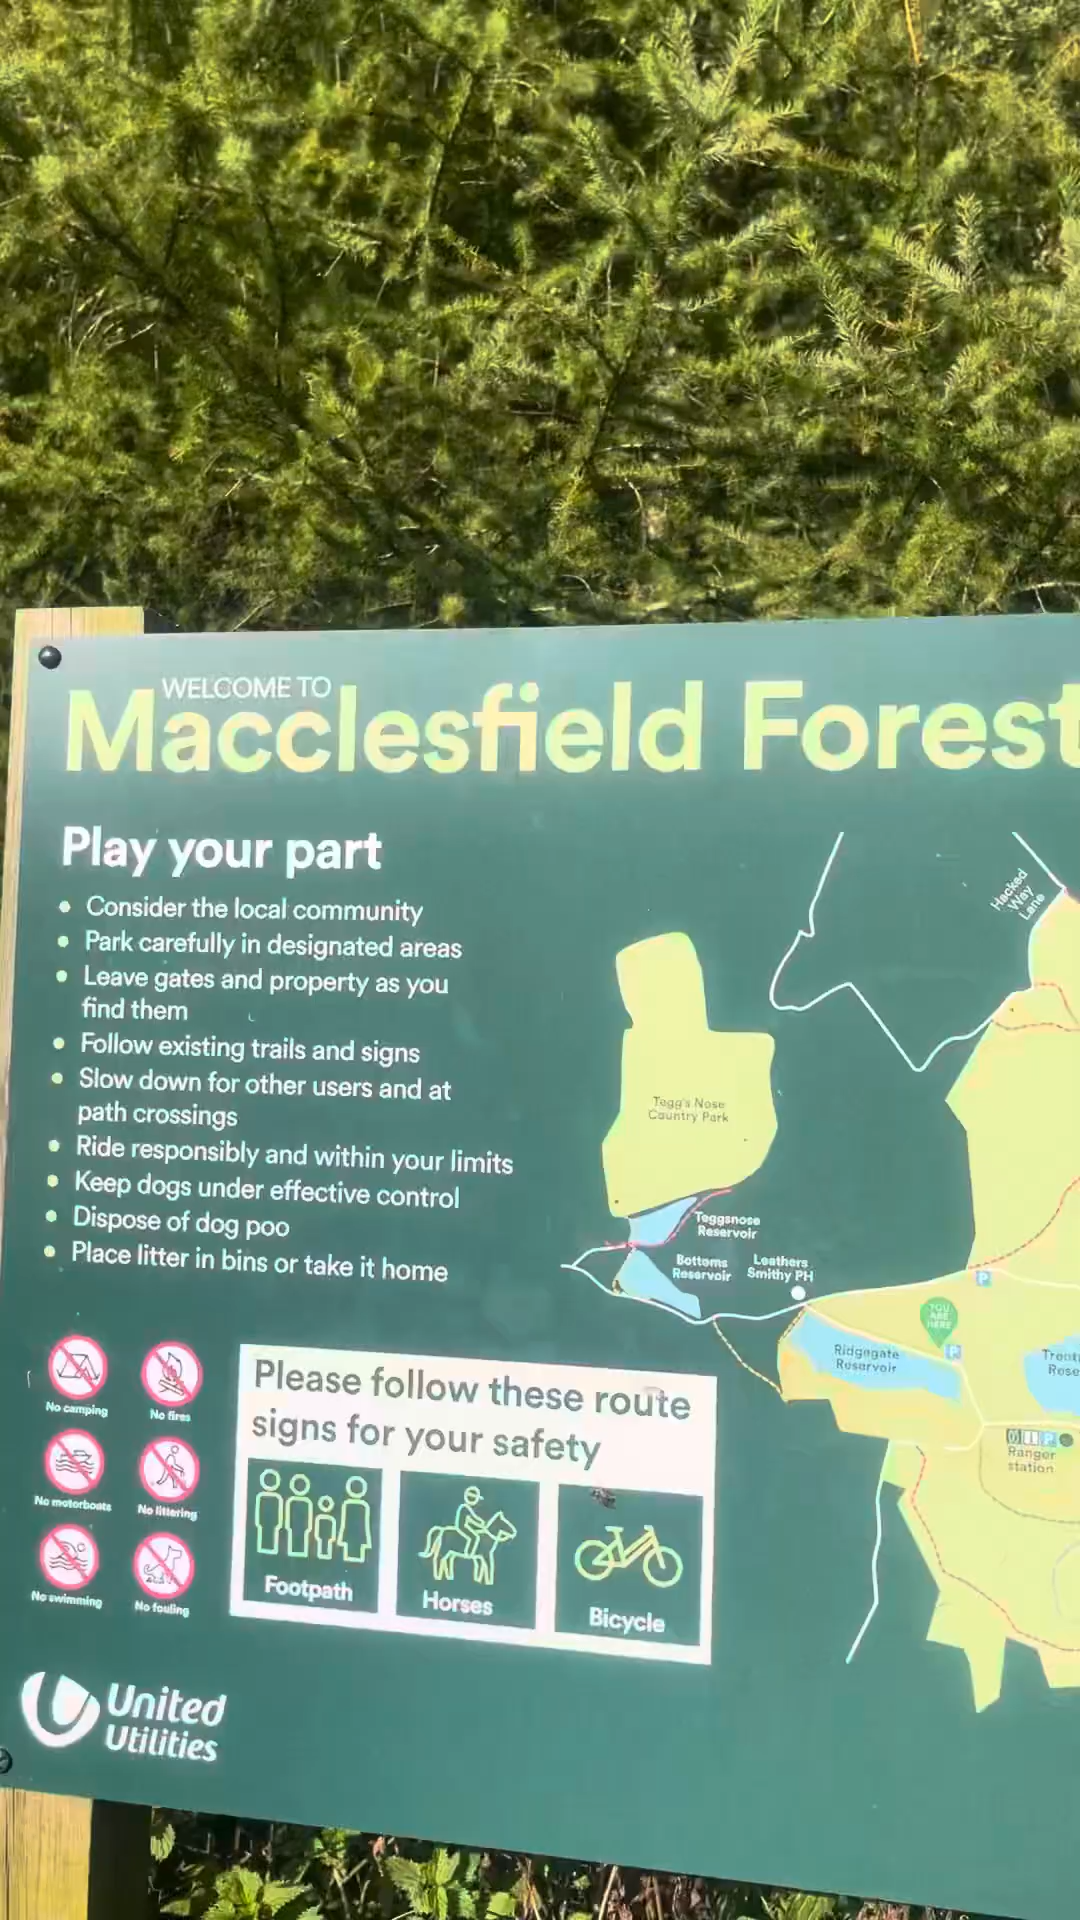 WELCOME TO
Macclesfield Forest
Play your part
• Consider the local community
• Park carefully in designated areas
• Leave gates and property as you
find them
• Follow existing trails and signs
• Slow down for other users and at
path crossings
• Ride responsibly and within your limits
• Keep dogs under effective control
• Dispose of dog poo
• Place litter in bins or take it home
Hacked
Way
Lane
Tegg's Nose
Country Park
Teggsnose
Reservoir
Bottoms
Reservoir
Leathers
Smithy PH
P
YOU
ARE
HERE
P
Ridgegate
Reservoir
P
Ranger
station
No camping
No fires
No motorboats
No littering
No swimming
No fouling
Please follow these route
signs for your safety
Footpath
Horses
Bicycle
United
Utilities